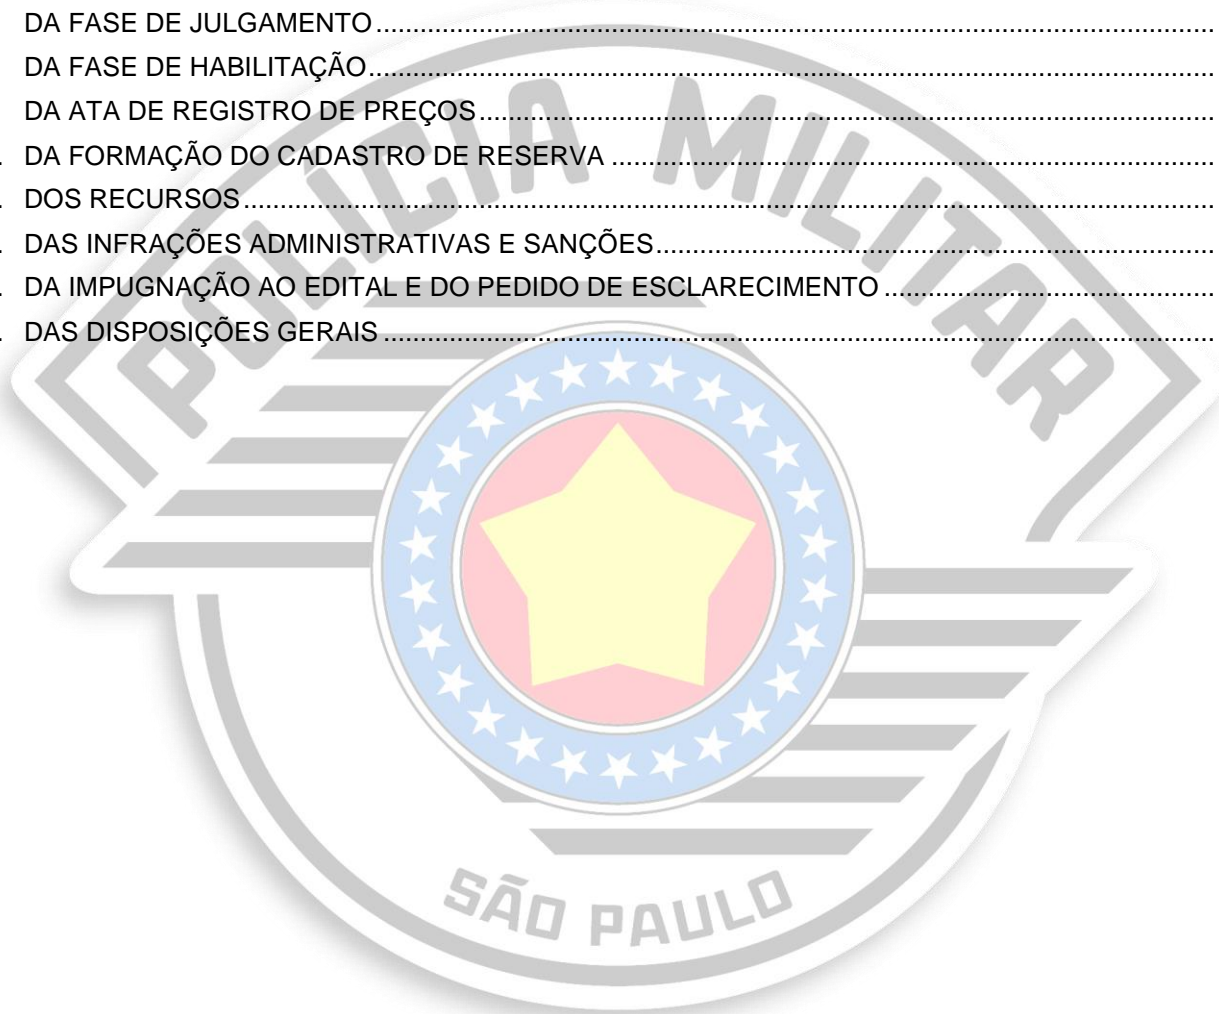 DA FASE DE JULGAMENTO ........................................................................................................................
DA FASE DE HABILITAÇÃO ........................................................................................................................
DA ATA DE REGISTRO DE PREÇOS ........................................................................................................
. DA FORMAÇÃO DO CADASTRO DE RESERVA ........................................................................................
. DOS RECURSOS ........................................................................................................................
. DAS INFRAÇÕES ADMINISTRATIVAS E SANÇÕES ................................................................................
. DA IMPUGNAÇÃO AO EDITAL E DO PEDIDO DE ESCLARECIMENTO ................................................
. DAS DISPOSIÇÕES GERAIS ........................................................................................................................
POLÍCIA MILITAR
SÃO PAULO